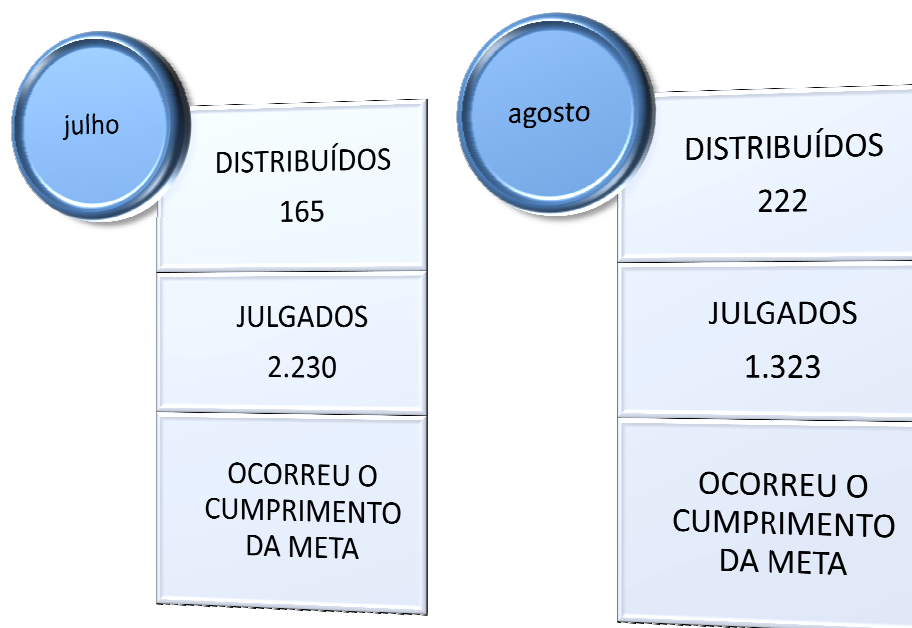 julho
DISTRIBUÍDOS
165
JULGADOS
2.230
OCORREU O
CUMPRIMENTO
DA META
agosto
DISTRIBUÍDOS
222
JULGADOS
1.323
OCORREU O
CUMPRIMENTO
DA META